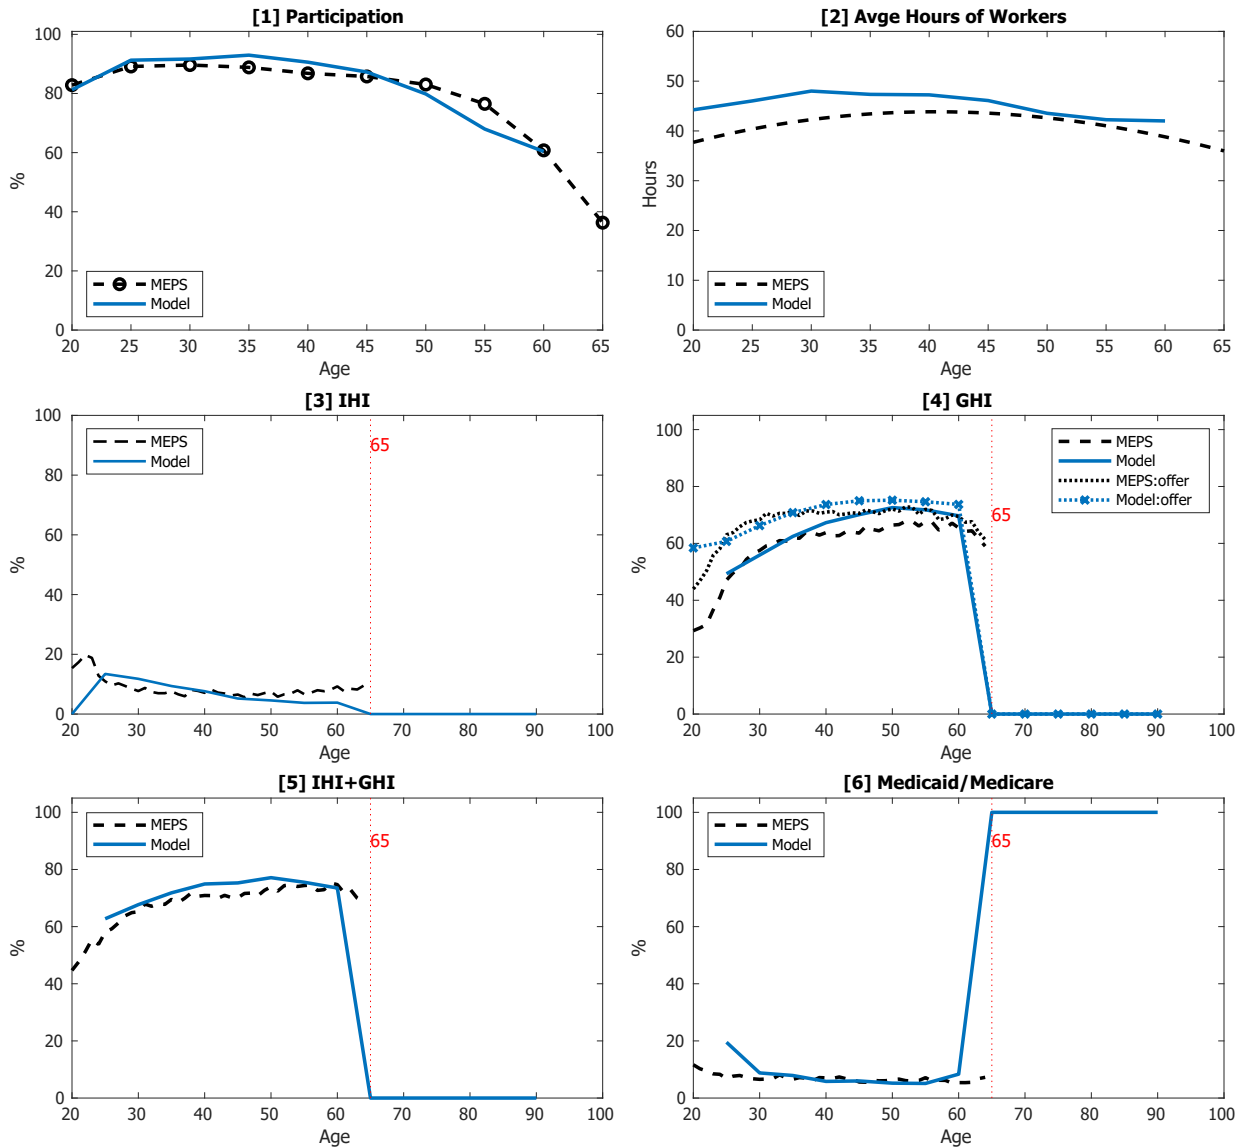 [1] Participation
100
80
60
40
20
0
%
MEPS
Model
20 25 30 35 40 45 50 55 60 65
Age
[2] Avge Hours of Workers
60
50
40
30
20
10
0
Hours
MEPS
Model
20 25 30 35 40 45 50 55 60 65
Age
[3] IHI
100
80
60
40
20
0
%
MEPS
Model
65
20 30 40 50 60 70 80 90 100
Age
[4] GHI
100
80
60
40
20
0
%
MEPS
Model
MEPS:offer
Model:offer
65
20 30 40 50 60 70 80 90 100
Age
[5] IHI+GHI
100
80
60
40
20
0
%
MEPS
Model
65
20 30 40 50 60 70 80 90 100
Age
[6] Medicaid/Medicare
100
80
60
40
20
0
%
MEPS
Model
65
20 30 40 50 60 70 80 90 100
Age